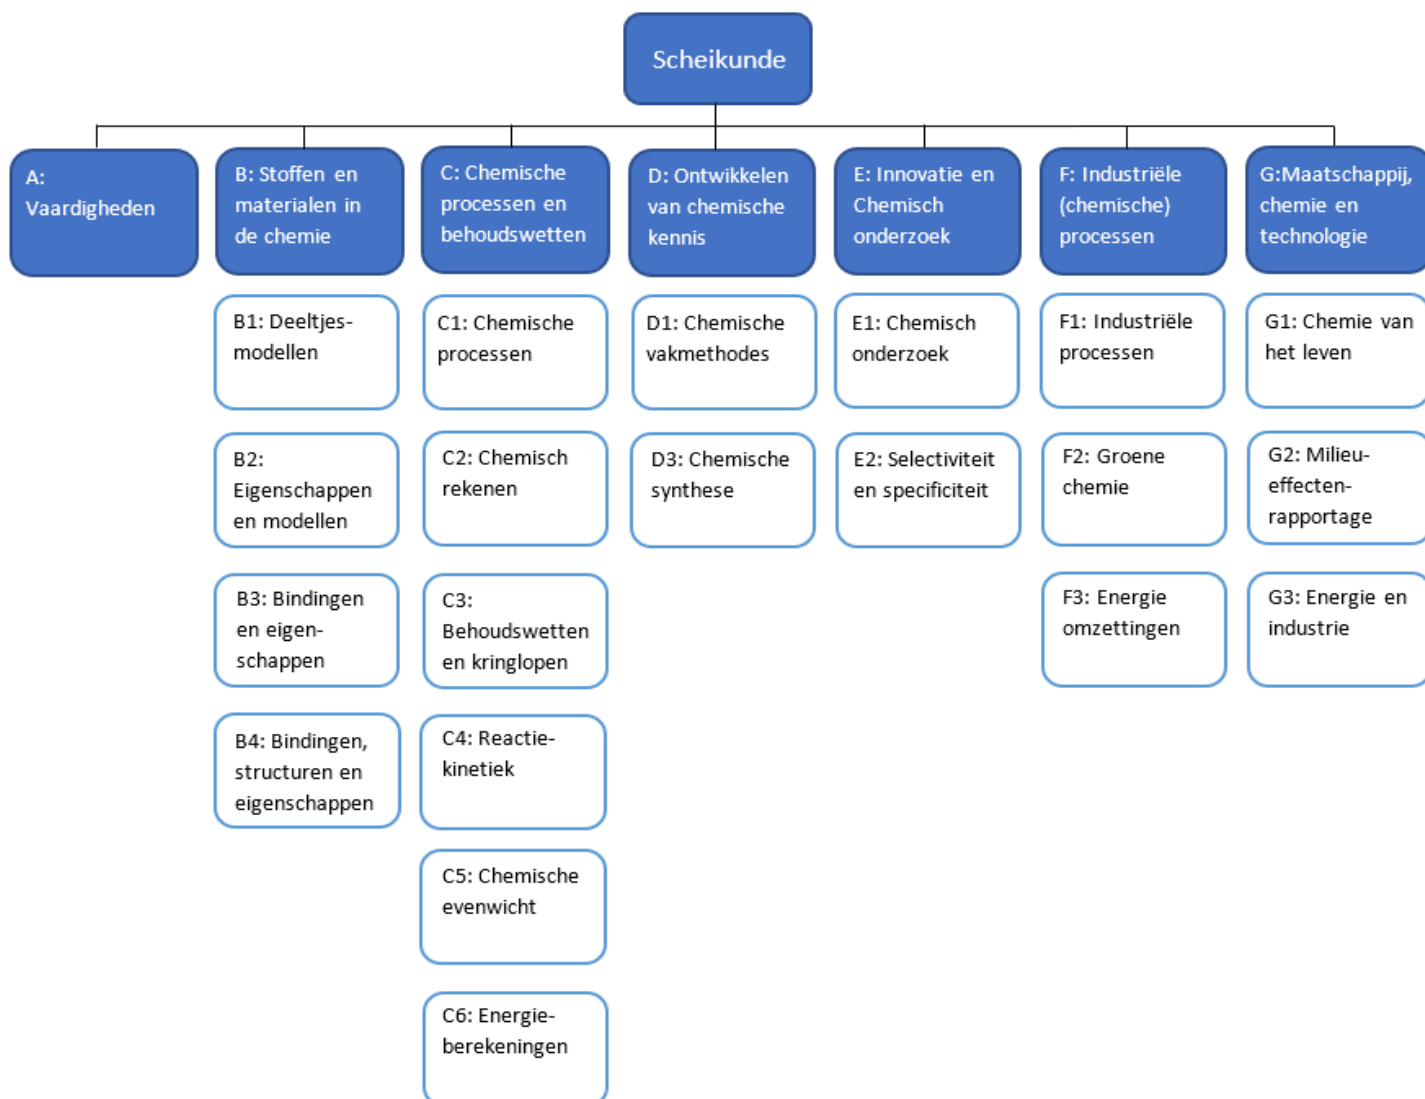 Scheikunde
A:
Vaardigheden
B: Stoffen en
materialen in
de chemie
C: Chemische
processen en
behoudswetten
D: Ontwikkelen
van chemische
kennis
E: Innovatie en
Chemisch
onderzoek
F: Industriële
(chemische)
processen
G:Maatschappij,
chemie en
technologie
B1: Deeltjes-
modellen
C1: Chemische
processen
D1: Chemische
vakmethodes
E1: Chemisch
onderzoek
F1: Industriële
processen
G1: Chemie van
het leven
B2:
Eigenschappen
en modellen
C2: Chemisch
rekenen
D3: Chemische
synthese
E2: Selectiviteit
en specificiteit
F2: Groene
chemie
G2: Milieu-
effecten-
rapportage
B3: Bindingen
en eigen-
schappen
C3:
Behoudswetten
en kringlopen
F3: Energie
omzettingen
G3: Energie en
industrie
B4: Bindingen,
structuren en
eigenschappen
C4: Reactie-
kinetiek
C5: Chemische
evenwicht
C6: Energie-
berekeningen